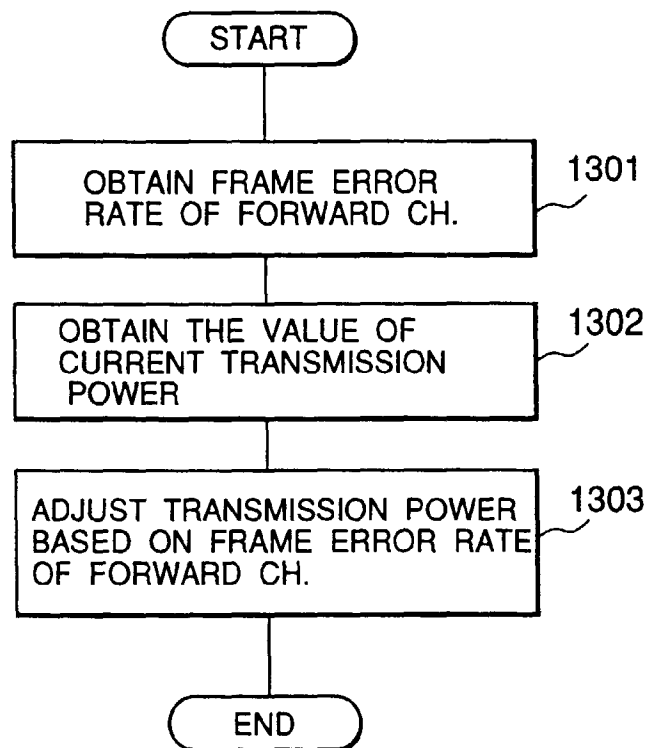 START
OBTAIN FRAME ERROR
RATE OF FORWARD CH.
1301
OBTAIN THE VALUE OF
CURRENT TRANSMISSION
POWER
1302
ADJUST TRANSMISSION POWER
BASED ON FRAME ERROR RATE
OF FORWARD CH.
1303
END